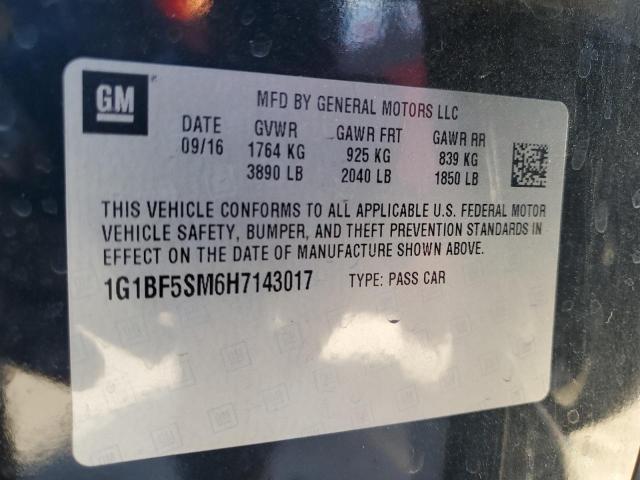 GM
MFD BY GENERAL MOTORS LLC
DATE GVWR GAWR FRT GAWR RR
09/16 1764 KG 925 KG 839 KG
3890 LB 2040 LB 1850 LB
THIS VEHICLE CONFORMS TO ALL APPLICABLE U.S. FEDERAL MOTOR
VEHICLE SAFETY, BUMPER, AND THEFT PREVENTION STANDARDS IN
EFFECT ON THE DATE OF MANUFACTURE SHOWN ABOVE.
1G1BF5SM6H7143017 TYPE: PASS CAR